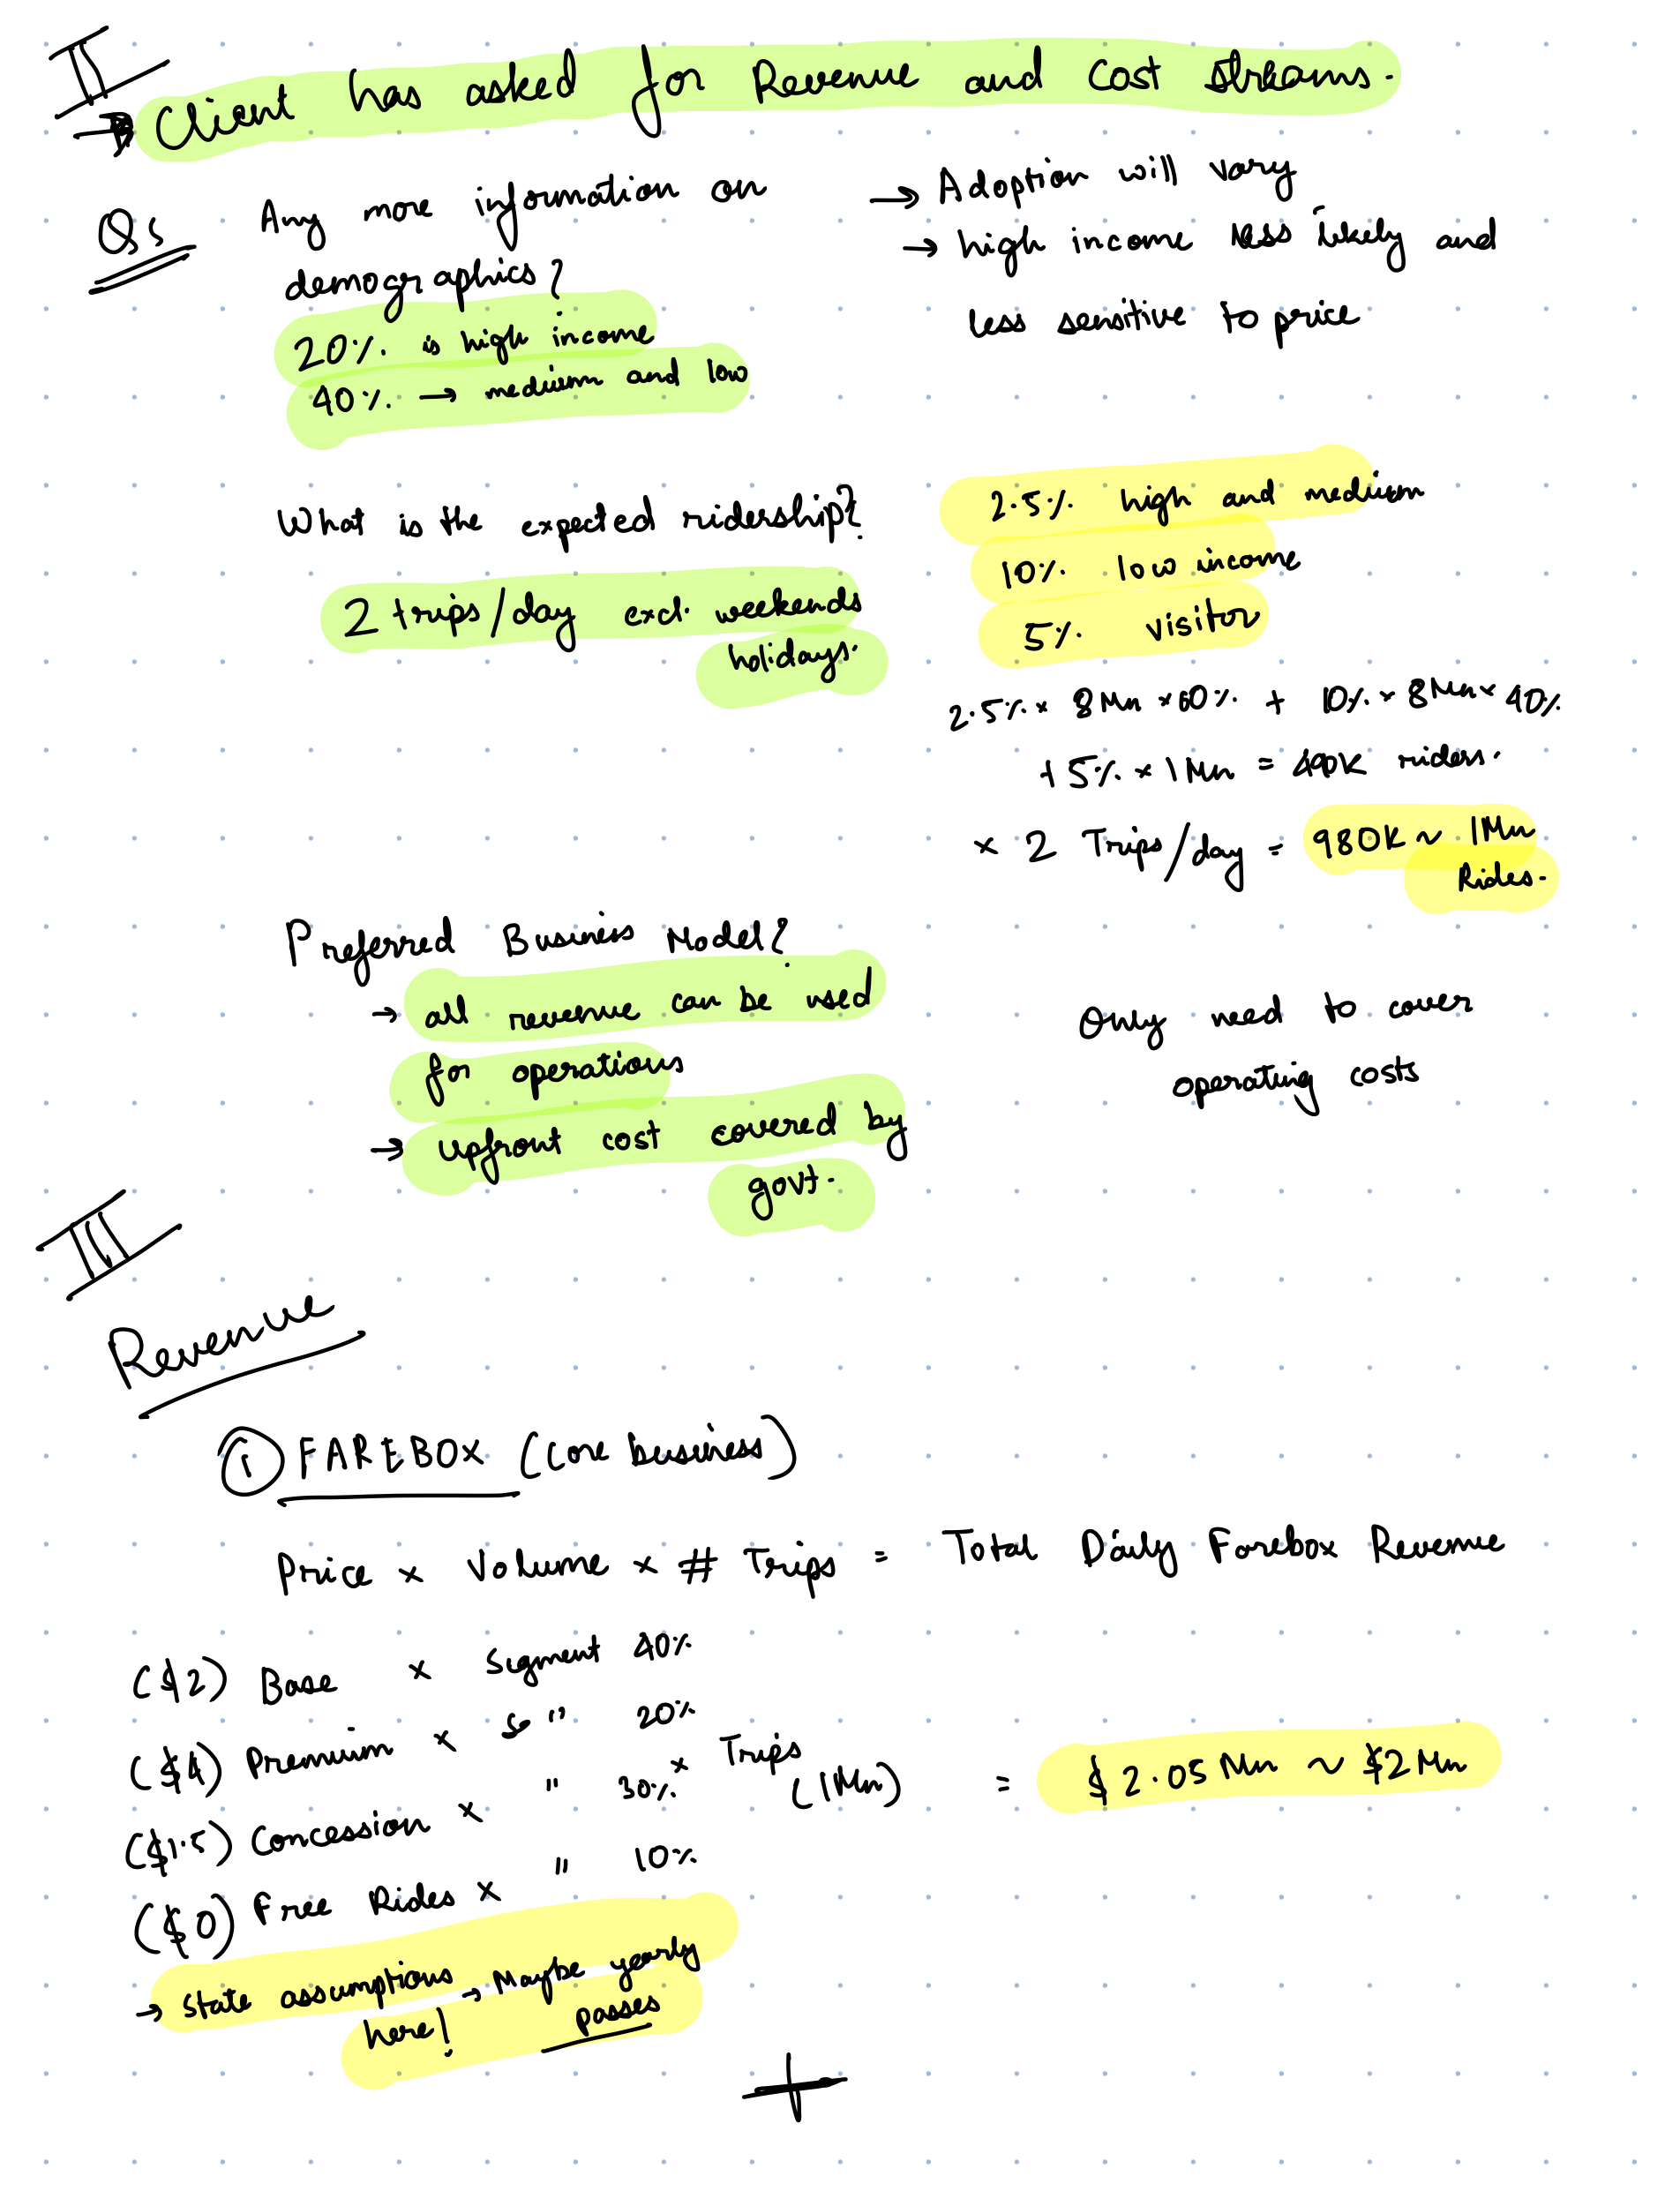 II
→ Client has asked for Revenue and Cost streams.
Qs
Any more information on
demographics?
20% is high income
40% → medium and low
→ Adoption will vary
→ high income less likely and
less sensitive to price
What is the expected ridership?
2 trips/day excl. weekends
holidays.
2.5% high and medium
10% low income
5% visitor
2.5% × 8 Mn × 60% + 10% × 8 Mn × 40%
+ 5% × 1 Mn = 490K riders.
× 2 Trips/day = 980K ~ 1Mn
Rides.
Preferred Business Model?
→ all revenue can be used
for operations
→ upfront cost covered by
govt.
Only need to cover
operating costs
III
Revenue
① FAREBOX (core business)
Price × Volume × # Trips = Total Daily Farebox Revenue
($2) Base × Segment 40%
($4) Premium × " 20%
($1.5) Concession × " 30% × Trips (1Mn) = $ 2.05 Mn ~ $2 Mn
($0) Free Rides × " 10%
→ State assumptions → Maybe yearly
here! passes
+